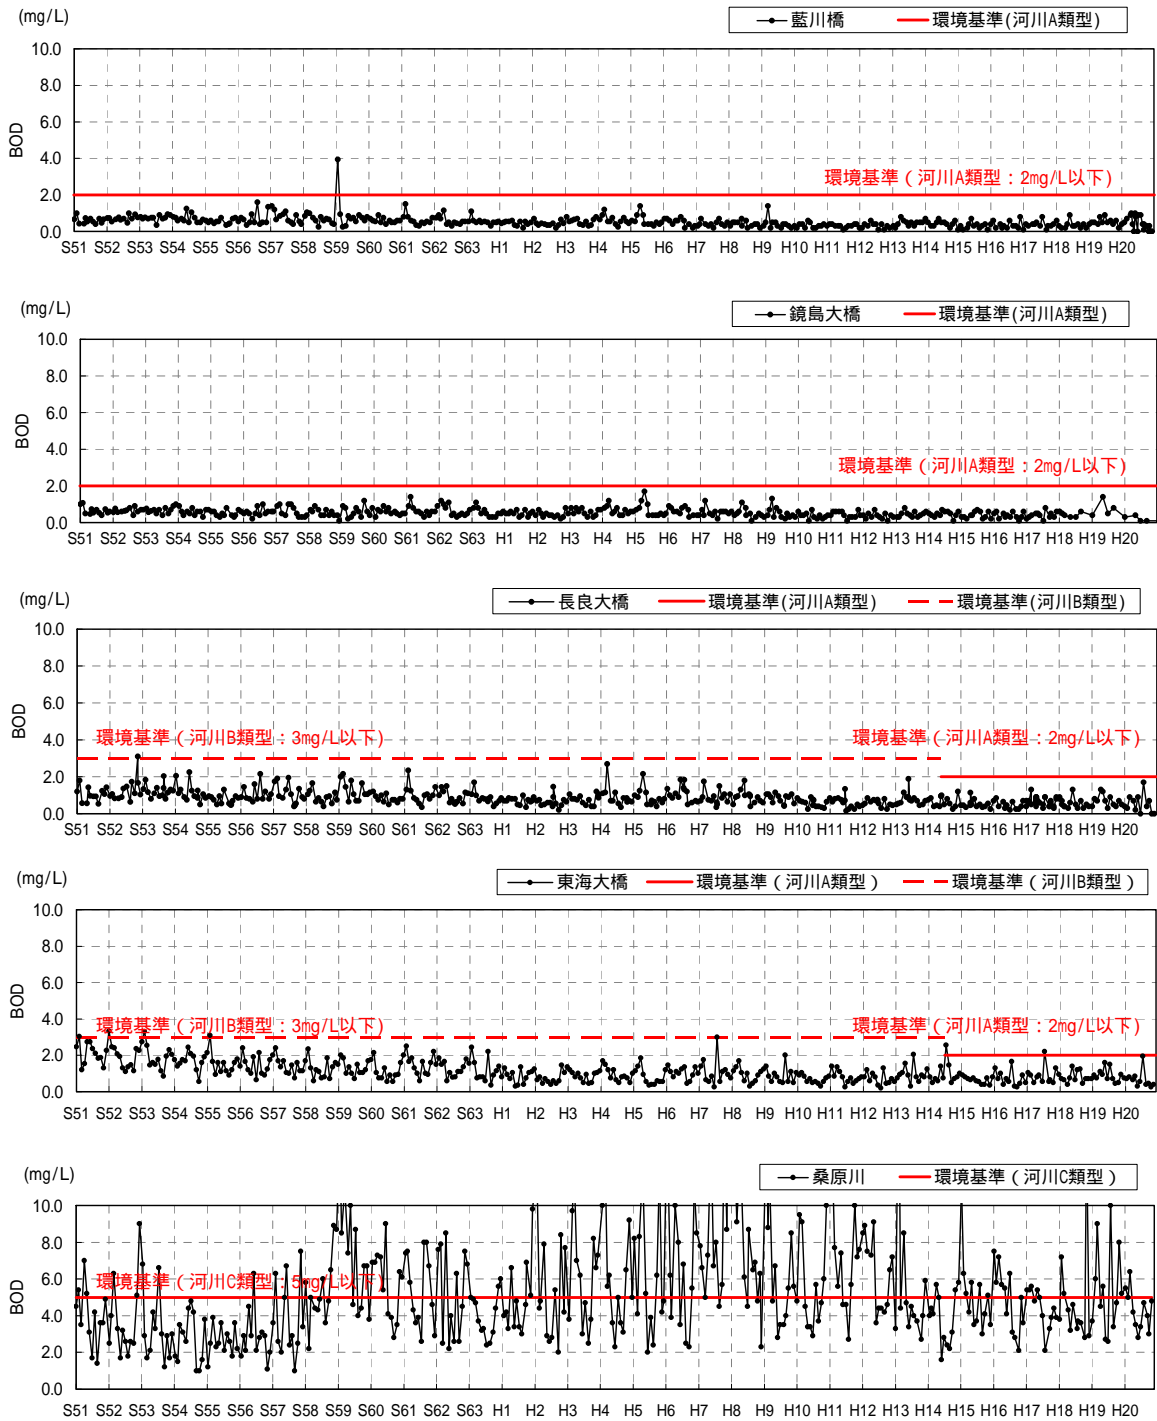 (mg/L)
藍川橋 環境基準(河川A類型)
10.0
8.0
6.0
4.0
2.0
0.0
BOD
環境基準(河川A類型:2mg/L以下)
S51 S52 S53 S54 S55 S56 S57 S58 S59 S60 S61 S62 S63 H1 H2 H3 H4 H5 H6 H7 H8 H9 H10 H11 H12 H13 H14 H15 H16 H17 H18 H19 H20
(mg/L)
鏡島大橋 環境基準(河川A類型)
10.0
8.0
6.0
4.0
2.0
0.0
BOD
環境基準(河川A類型:2mg/L以下)
S51 S52 S53 S54 S55 S56 S57 S58 S59 S60 S61 S62 S63 H1 H2 H3 H4 H5 H6 H7 H8 H9 H10 H11 H12 H13 H14 H15 H16 H17 H18 H19 H20
(mg/L)
長良大橋 環境基準(河川A類型) 環境基準(河川B類型)
10.0
8.0
6.0
4.0
2.0
0.0
BOD
環境基準(河川B類型:3mg/L以下) 環境基準(河川A類型:2mg/L以下)
S51 S52 S53 S54 S55 S56 S57 S58 S59 S60 S61 S62 S63 H1 H2 H3 H4 H5 H6 H7 H8 H9 H10 H11 H12 H13 H14 H15 H16 H17 H18 H19 H20
(mg/L)
東海大橋 環境基準(河川A類型) 環境基準(河川B類型)
10.0
8.0
6.0
4.0
2.0
0.0
BOD
環境基準(河川B類型:3mg/L以下) 環境基準(河川A類型:2mg/L以下)
S51 S52 S53 S54 S55 S56 S57 S58 S59 S60 S61 S62 S63 H1 H2 H3 H4 H5 H6 H7 H8 H9 H10 H11 H12 H13 H14 H15 H16 H17 H18 H19 H20
(mg/L)
桑原川 環境基準(河川C類型)
10.0
8.0
6.0
4.0
2.0
0.0
BOD
環境基準(河川C類型:5mg/L以下)
S51 S52 S53 S54 S55 S56 S57 S58 S59 S60 S61 S62 S63 H1 H2 H3 H4 H5 H6 H7 H8 H9 H10 H11 H12 H13 H14 H15 H16 H17 H18 H19 H20